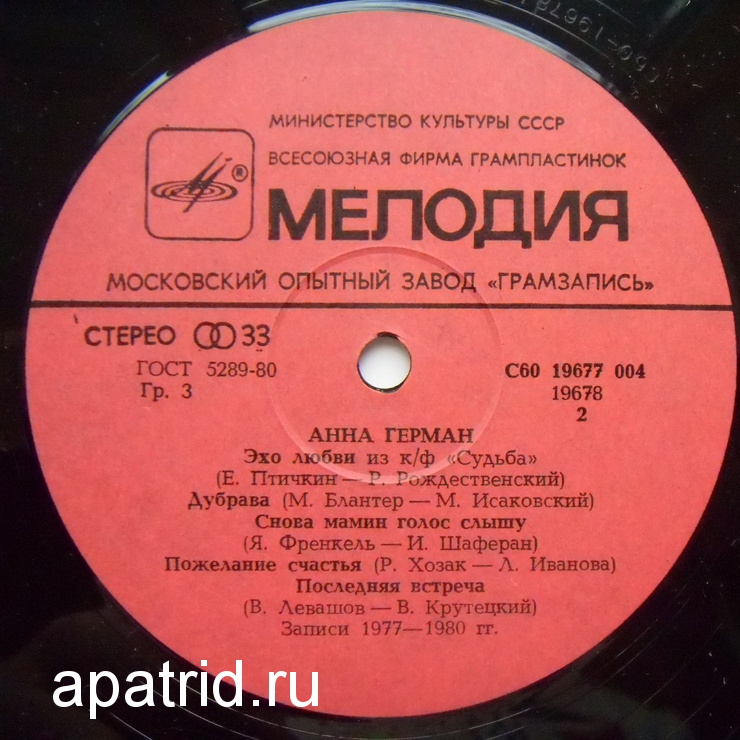 С60—19678
МИНИСТЕРСТВО КУЛЬТУРЫ СССР
ВСЕСОЮЗНАЯ ФИРМА ГРАМПЛАСТИНОК
®
МЕЛОДИЯ
МОСКОВСКИЙ ОПЫТНЫЙ ЗАВОД «ГРАМЗАПИСЬ»
СТЕРЕО 33
ГОСТ 5289-80
Гр. 3
С60 19677 004
19678
2
АННА ГЕРМАН
Эхо любви из к/ф «Судьба»
(Е. Птичкин — Р. Рождественский)
Дубрава (М. Блантер — М. Исаковский)
Снова мамин голос слышу
(Я. Френкель — И. Шаферан)
Пожелание счастья (Р. Хозак — Л. Иванова)
Последняя встреча
(В. Левашов — В. Крутецкий)
Записи 1977—1980 гг.
apatrid.ru